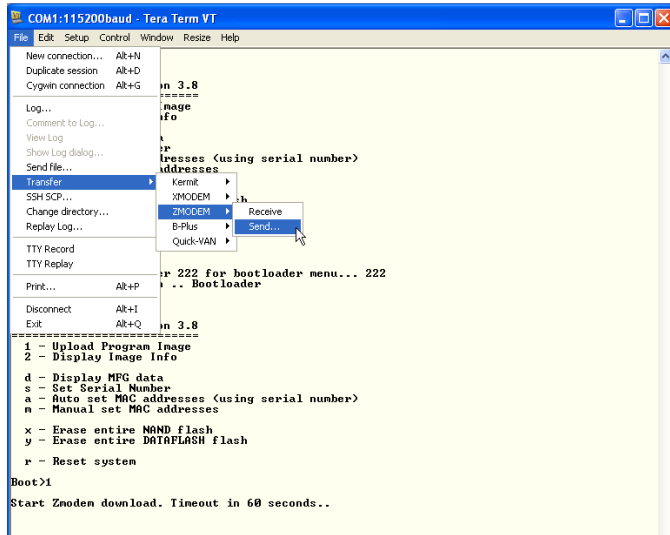 COM1:115200baud - Tera Term VT
File Edit Setup Control Window Resize Help
New connection... Alt+N
Duplicate session Alt+D
Cygwin connection Alt+G
Log...
Comment to Log...
View Log
Show Log dialog...
Send file...
Transfer
SSH SCP...
Change directory...
Replay Log...
TTY Record
TTY Replay
Print... Alt+P
Disconnect Alt+I
Exit Alt+Q
Kermit
XMODEM
ZMODEM
B-Plus
Quick-VAN
Receive
Send...
on 3.8
======
mage
nfo
a
er
resses (using serial number)
addresses
sh
er 222 for bootloader menu... 222
.. Bootloader
on 3.8
==========================
1 - Upload Program Image
2 - Display Image Info
d - Display MFG data
s - Set Serial Number
a - Auto set MAC addresses (using serial number)
m - Manual set MAC addresses
x - Erase entire NAND flash
y - Erase entire DATAFLASH flash
r - Reset system
Boot>1
Start Zmodem download. Timeout in 60 seconds..